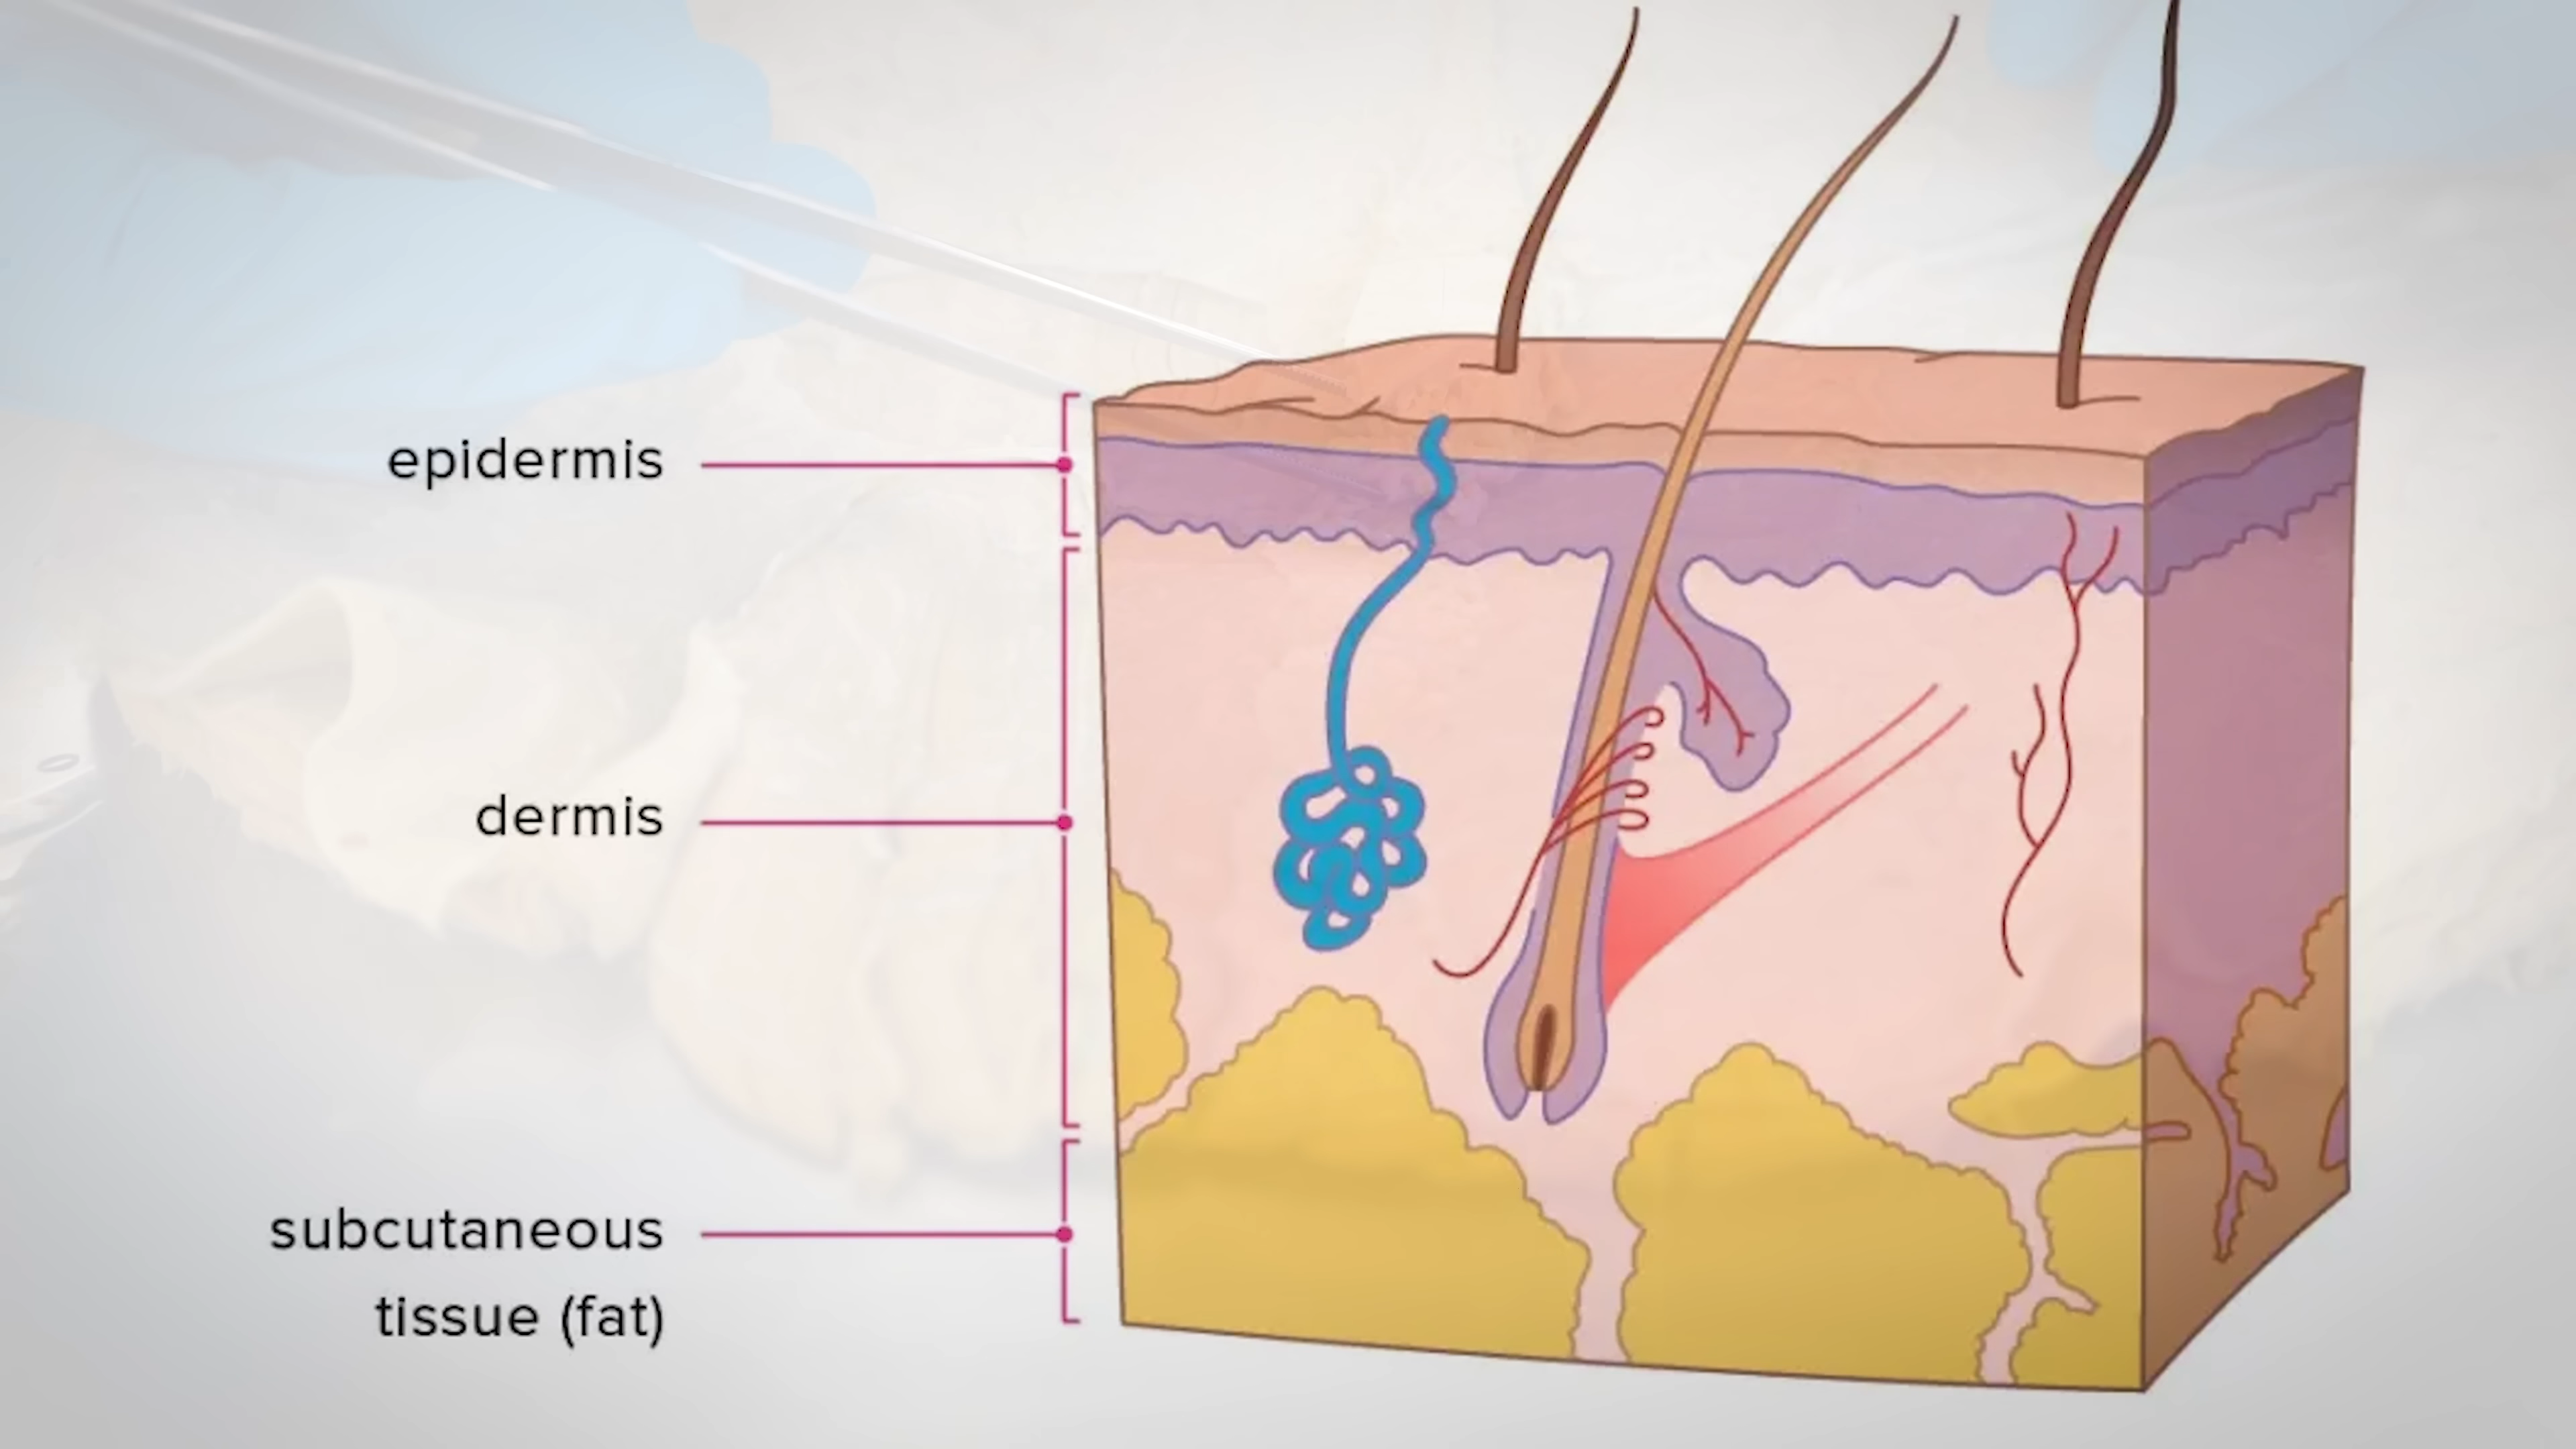 epidermis
dermis
subcutaneous
tissue (fat)